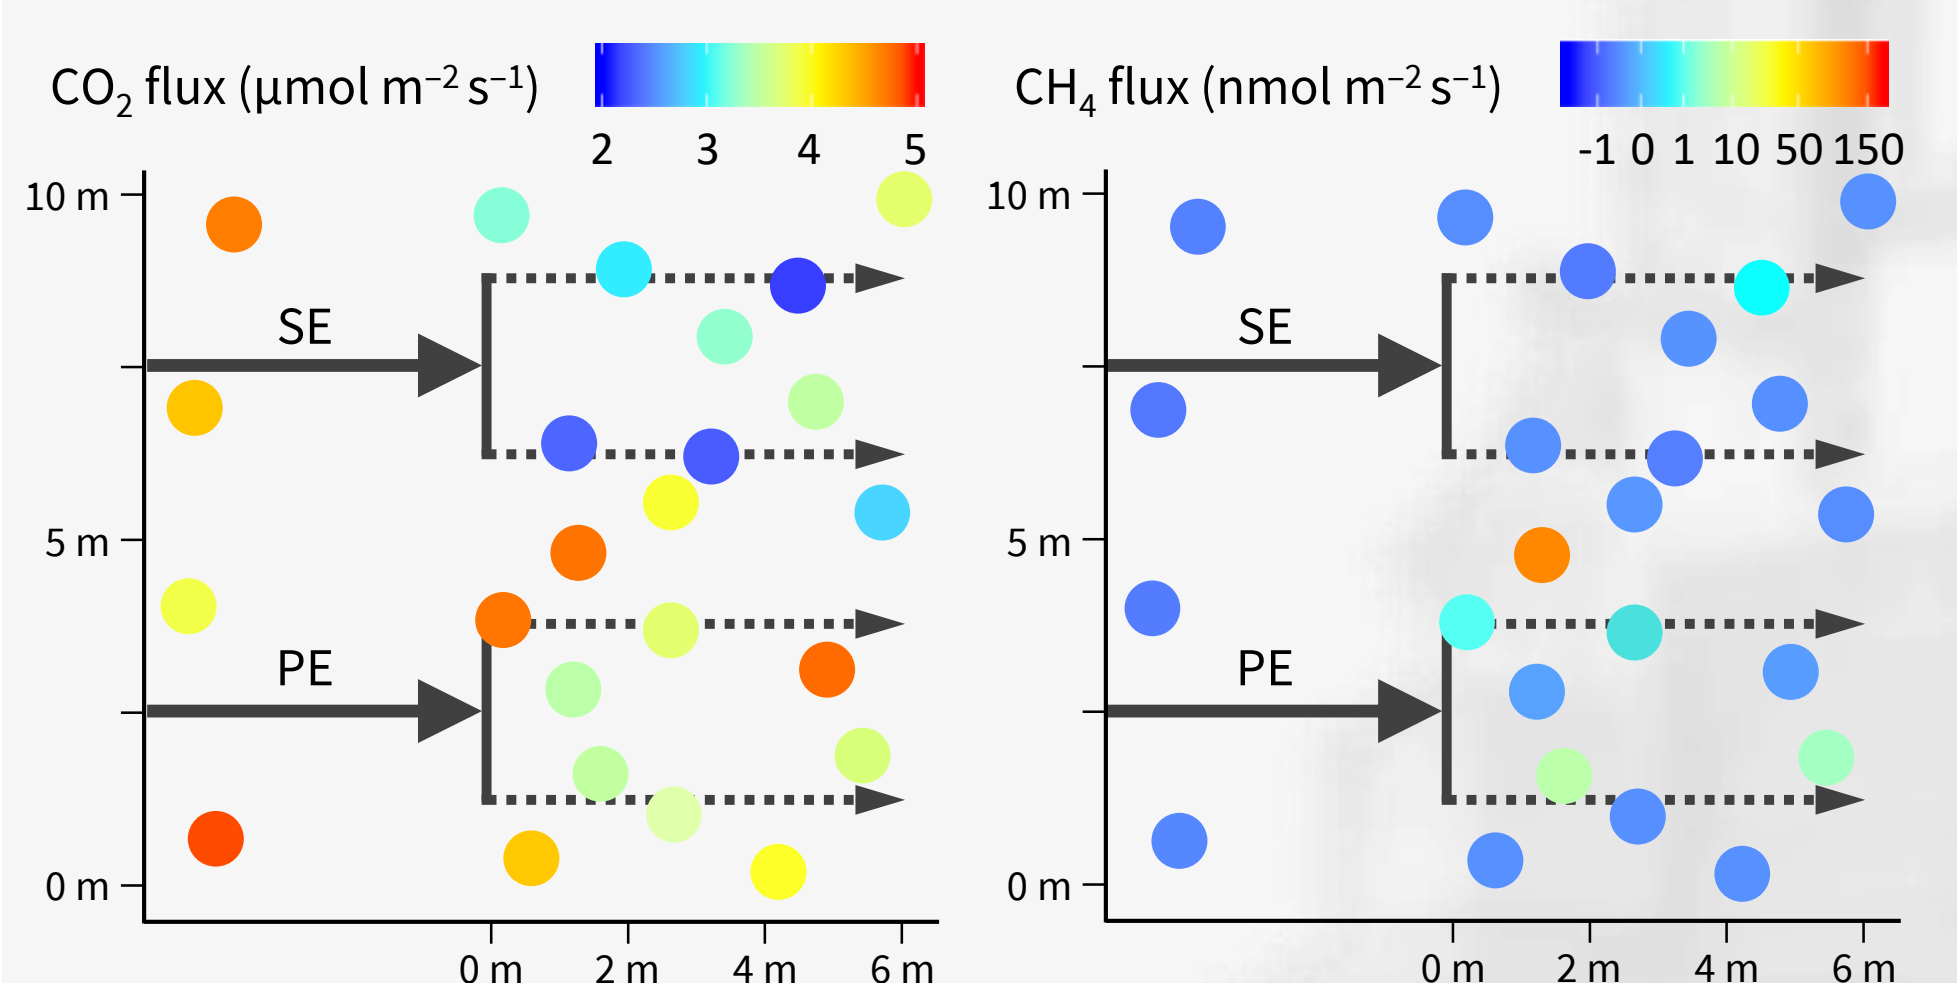 CO₂ flux (µmol m⁻² s⁻¹)
2 3 4 5
10 m
SE
5 m
PE
0 m
0 m 2 m 4 m 6 m
CH₄ flux (nmol m⁻² s⁻¹)
-1 0 1 10 50 150
10 m
SE
5 m
PE
0 m
0 m 2 m 4 m 6 m